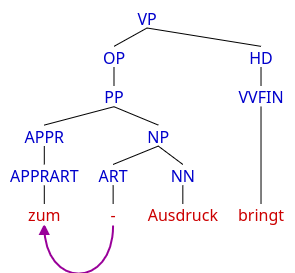 VP
OP HD
PP VVFIN
APPR NP
APPRART ART NN
zum - Ausdruck bringt